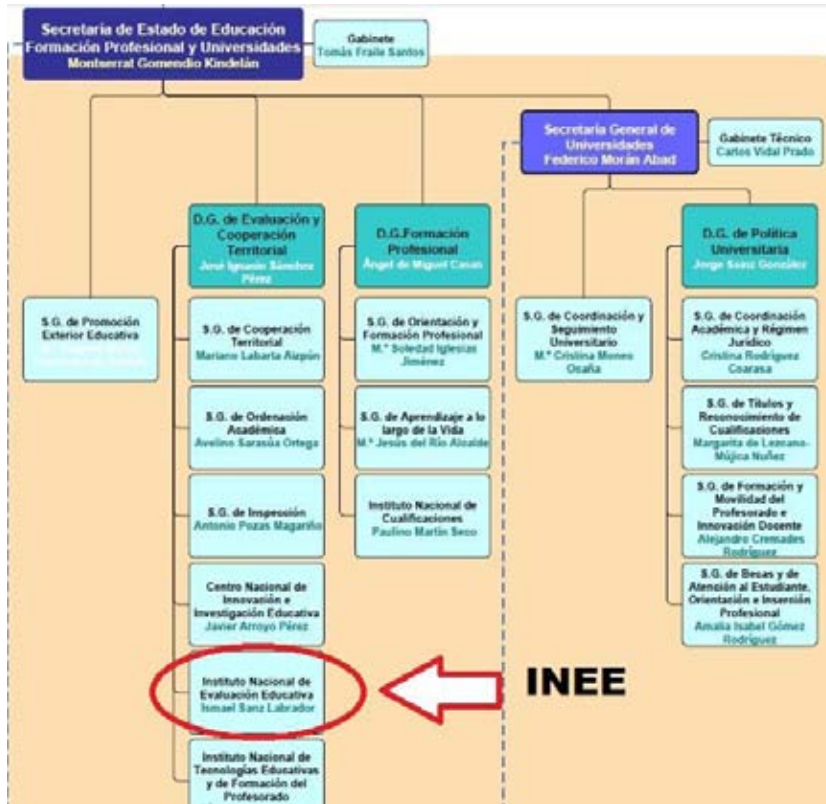 Secretaria de Estado de Educación
Formación Profesional y Universidades
Montserrat Gomendio Kindelán
Gabinete
Tomás Fraile Santos
Secretaría General de
Universidades
Federico Morán Abad
Gabinete Técnico
Carlos Vidal Prado
D.G. de Evaluación y
Cooperación
Territorial
José Ignacio Sánchez
Pérez
D.G.Formación
Profesional
Ángel de Miguel Casas
D.G. de Política
Universitaria
Jorge Sainz González
S.G. de Promoción
Exterior Educativa
S.G. de Cooperación
Territorial
Mariano Labarta Aizpún
S.G. de Orientación y
Formación Profesional
M.ª Soledad Iglesias
Jiménez
S.G. de Coordinación y
Seguimiento
Universitario
M.ª Cristina Moneo
Ocaña
S.G. de Coordinación
Académica y Régimen
Jurídico
Cristina Rodríguez
Coarasa
S.G. de Ordenación
Académica
Avelino Sarasúa Ortega
S.G. de Aprendizaje a lo
largo de la Vida
M.ª Jesús del Río Alcalde
S.G. de Títulos y
Reconocimiento de
Cualificaciones
Margarita de Lezcano-
Mújica Nuñez
S.G. de Inspección
Antonio Pozas Magariño
Instituto Nacional de
Cualificaciones
Paulino Martín Seco
S.G. de Formación y
Movilidad del
Profesorado e
Innovación Docente
Alejandro Cremades
Rodríguez
Centro Nacional de
Innovación e
Investigación Educativa
Javier Arroyo Pérez
S.G. de Becas y de
Atención al Estudiante,
Orientación e Inserción
Profesional
Amalia Isabel Gómez
Rodríguez
Instituto Nacional de
Evaluación Educativa
Ismael Sanz Labrador
INEE
Instituto Nacional de
Tecnologías Educativas
y de Formación del
Profesorado